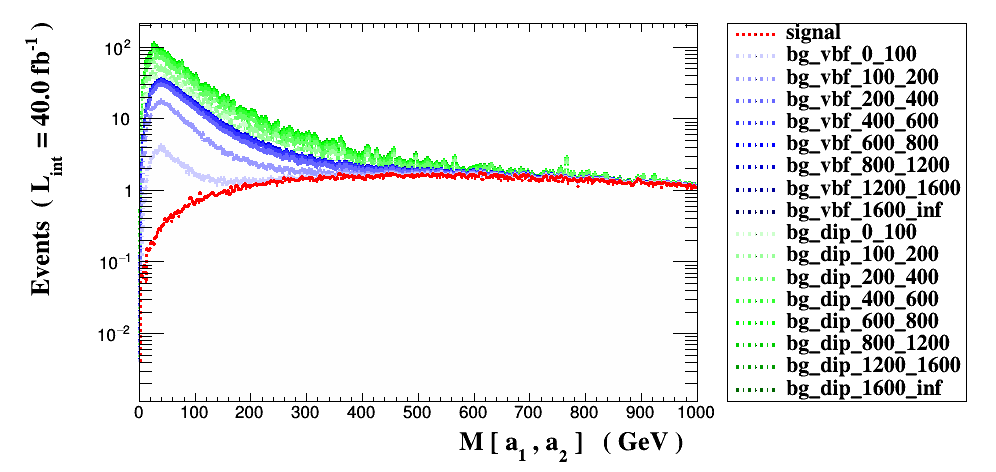 Events ( L_int = 40.0 fb^-1 )
10^2
10
1
10^-1
10^-2
0 100 200 300 400 500 600 700 800 900 1000
M [ a_1 , a_2 ] ( GeV )
signal
bg_vbf_0_100
bg_vbf_100_200
bg_vbf_200_400
bg_vbf_400_600
bg_vbf_600_800
bg_vbf_800_1200
bg_vbf_1200_1600
bg_vbf_1600_inf
bg_dip_0_100
bg_dip_100_200
bg_dip_200_400
bg_dip_400_600
bg_dip_600_800
bg_dip_800_1200
bg_dip_1200_1600
bg_dip_1600_inf